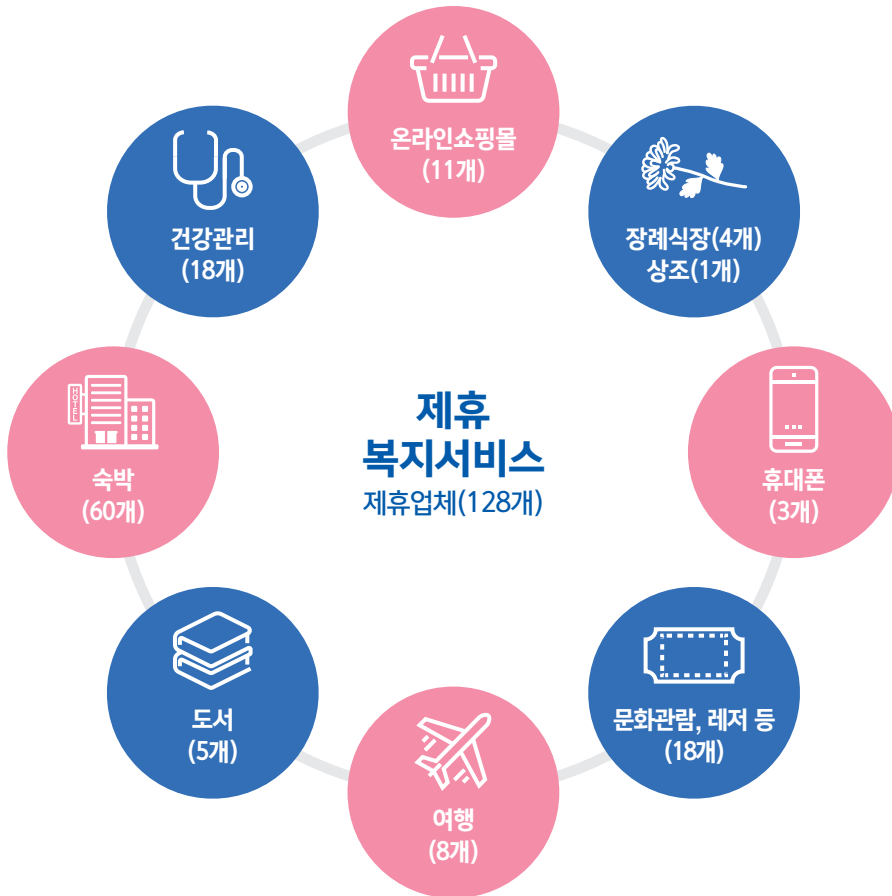 온라인쇼핑몰
(11개)
장례식장(4개)
상조(1개)
건강관리
(18개)
제휴
복지서비스
제휴업체(128개)
HOTEL
숙박
(60개)
휴대폰
(3개)
도서
(5개)
문화관람, 레저 등
(18개)
여행
(8개)